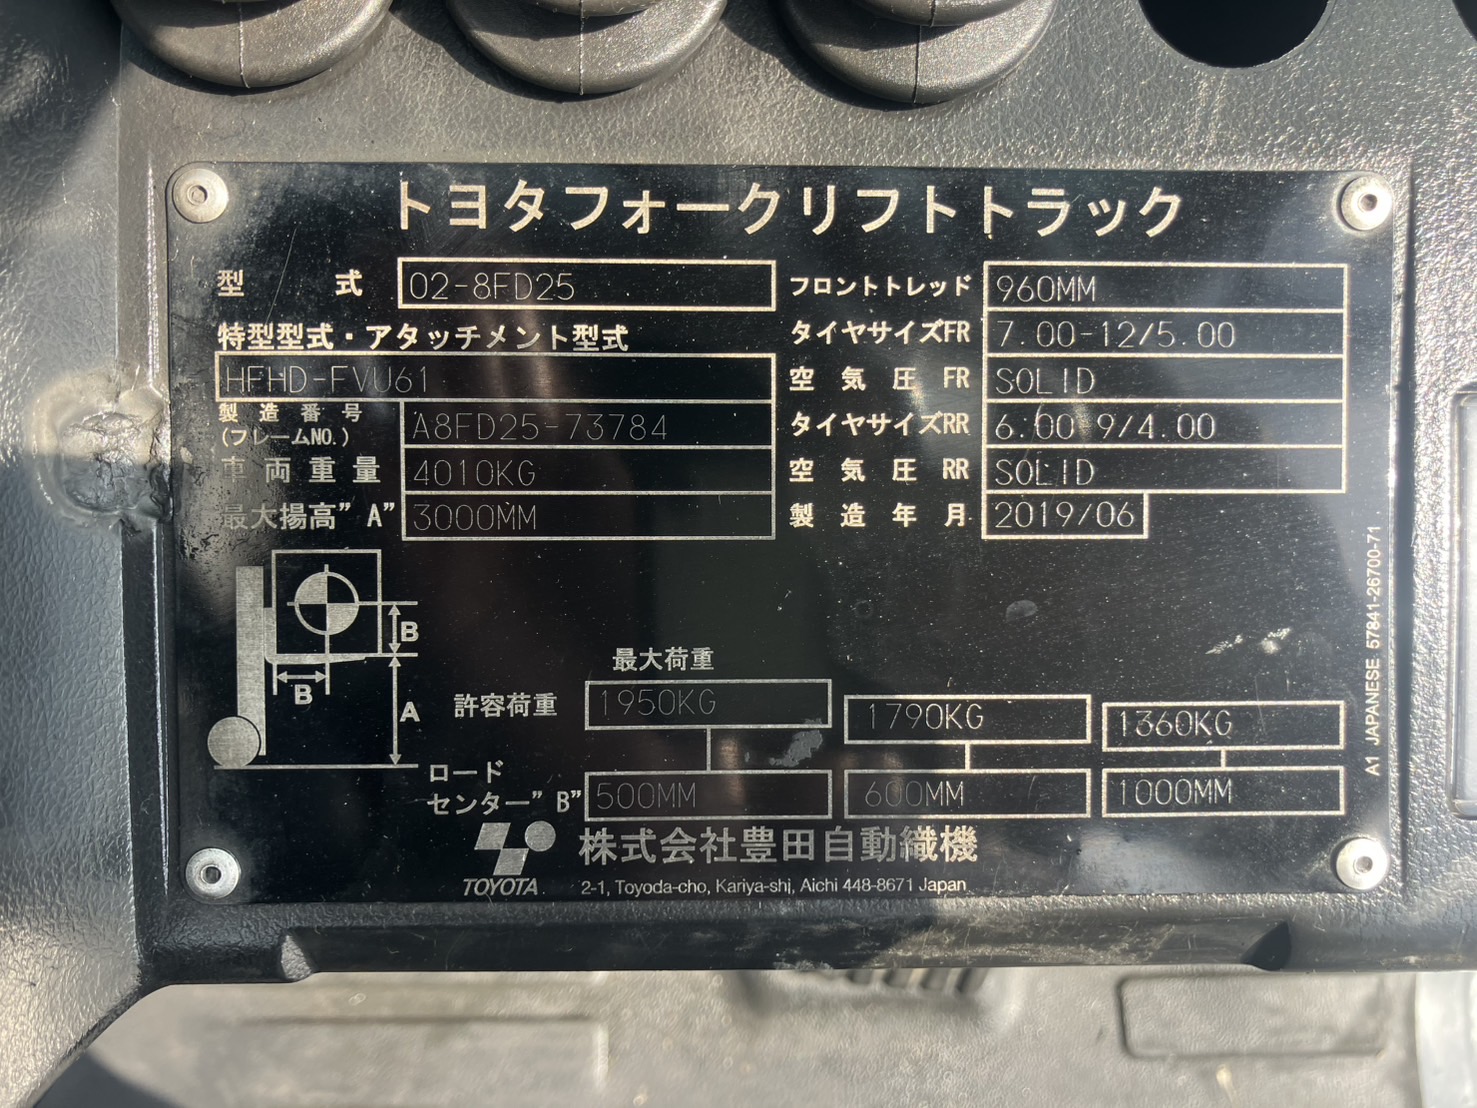 トヨタフォークリフトトラック
型式 02-8FD25 フロントトレッド 960MM
特型型式・アタッチメント型式 タイヤサイズFR 7.00-12/5.00
HFHD-FVU61 空気圧 FR SOLID
製造番号 (フレームNO.) A8FD25-73784 タイヤサイズRR 6.00-9/4.00
車両重量 4010KG 空気圧 RR SOLID
最大揚高"A" 3000MM 製造年月 2019/06
B
B
A
最大荷重
許容荷重 1950KG 1790KG 1360KG
ロード
センター"B" 500MM 600MM 1000MM
TOYOTA 株式会社豊田自動織機
2-1, Toyoda-cho, Kariya-shi, Aichi 448-8671 Japan
A1 JAPANESE 57841-26700-71